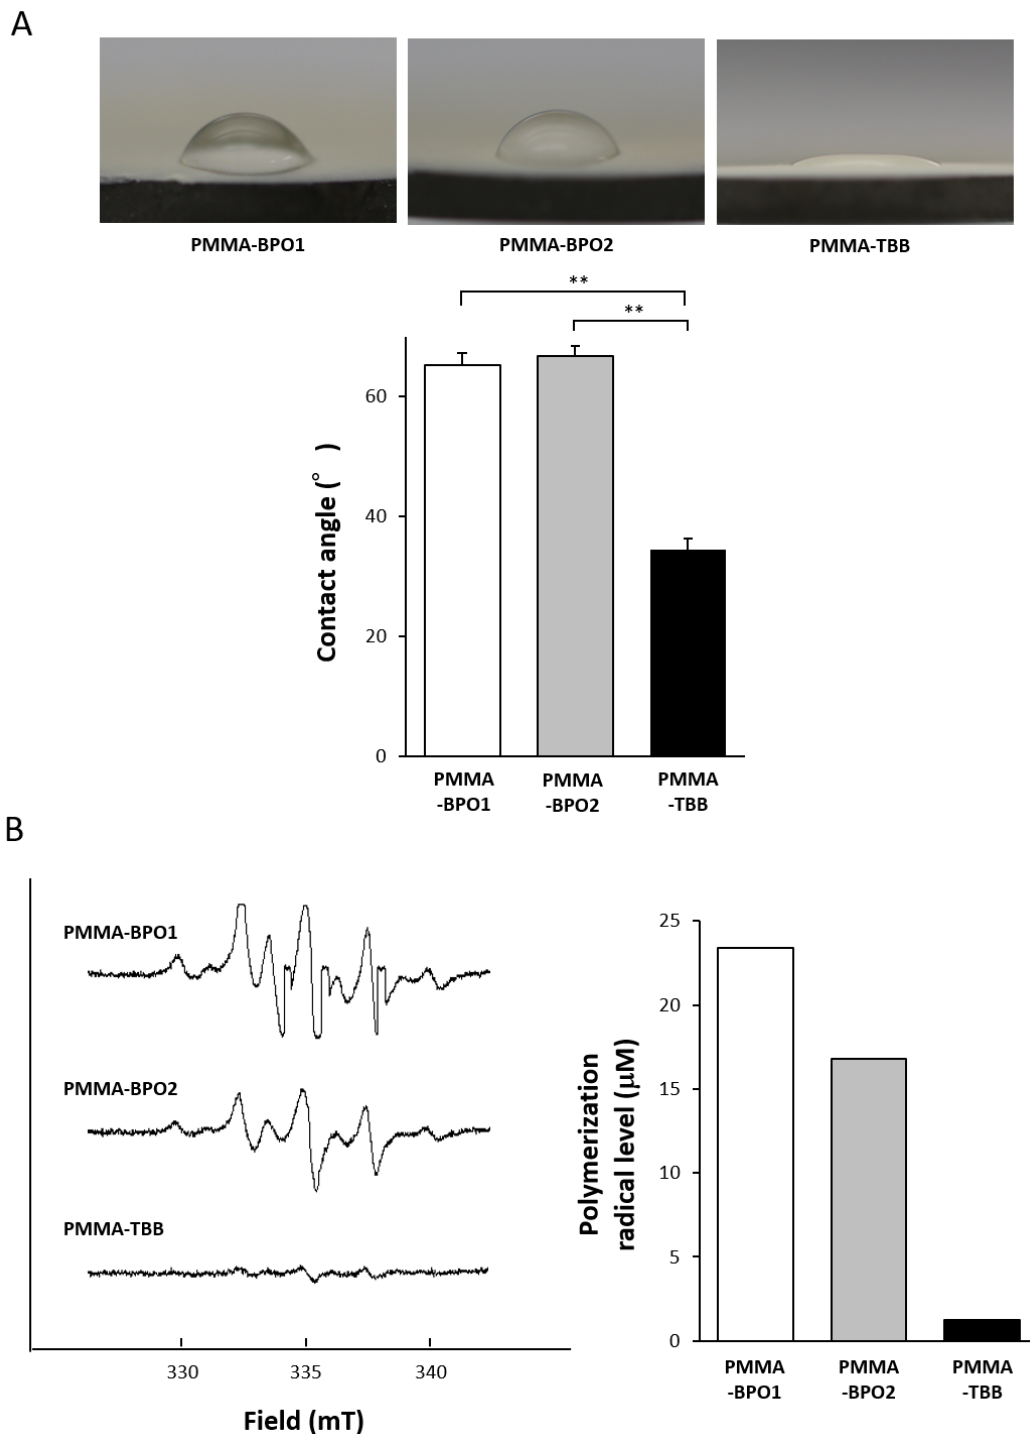 A
PMMA-BPO1
PMMA-BPO2
PMMA-TBB
**
**
60
40
20
0
Contact angle (° )
PMMA
-BPO1
PMMA
-BPO2
PMMA
-TBB
B
PMMA-BPO1
PMMA-BPO2
PMMA-TBB
330
335
340
Field (mT)
25
20
15
10
5
0
Polymerization
radical level (μM)
PMMA
-BPO1
PMMA
-BPO2
PMMA
-TBB